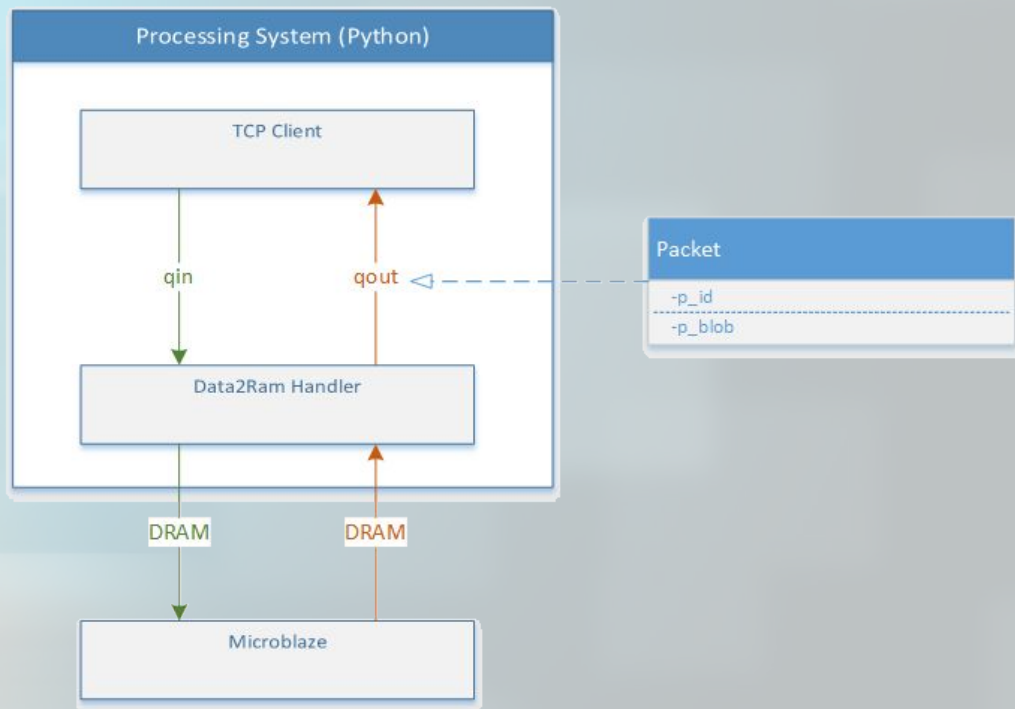 Processing System (Python)
TCP Client
qin
qout
Packet
-p_id
-p_blob
Data2Ram Handler
DRAM
DRAM
Microblaze